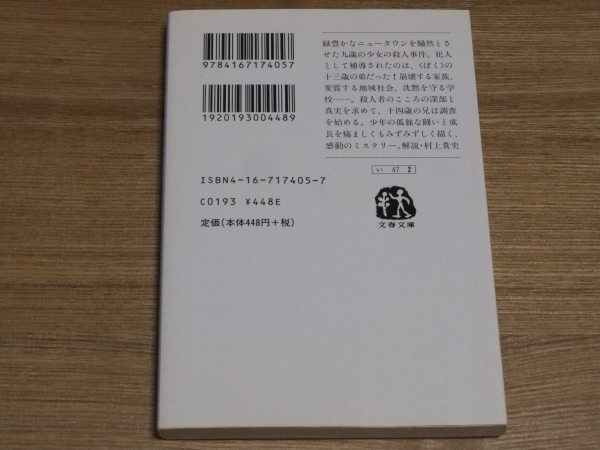 9784167174057
1920193004489
ISBN4-16-717405-7
C0193 ¥448E
定価(本体448円+税)
緑豊かなニュータウンを騒然とさ
せた九歳の少女の殺人事件。犯人
として補導されたのは、〈ぼく〉の
十三歳の弟だった!崩壊する家族、
変貌する地域社会、沈黙を守る学
校……。殺人者のこころの深部と
真実を求めて、十四歳の兄は調査
を始める。少年の孤独な闘いと成
長を痛ましくもみずみずしく描く、
感動のミステリー。解説・村上貴史
い 47 2
文春文庫